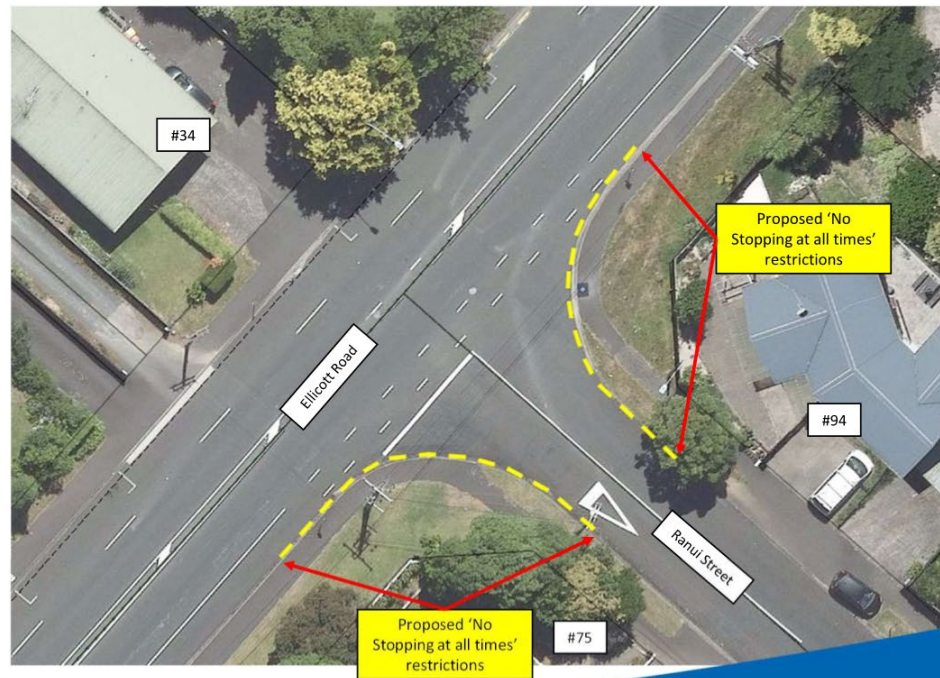 #34
Proposed ‘No
Stopping at all times’
restrictions
Ellicott Road
#94
Ranui Street
Proposed ‘No
Stopping at all times’
restrictions
#75